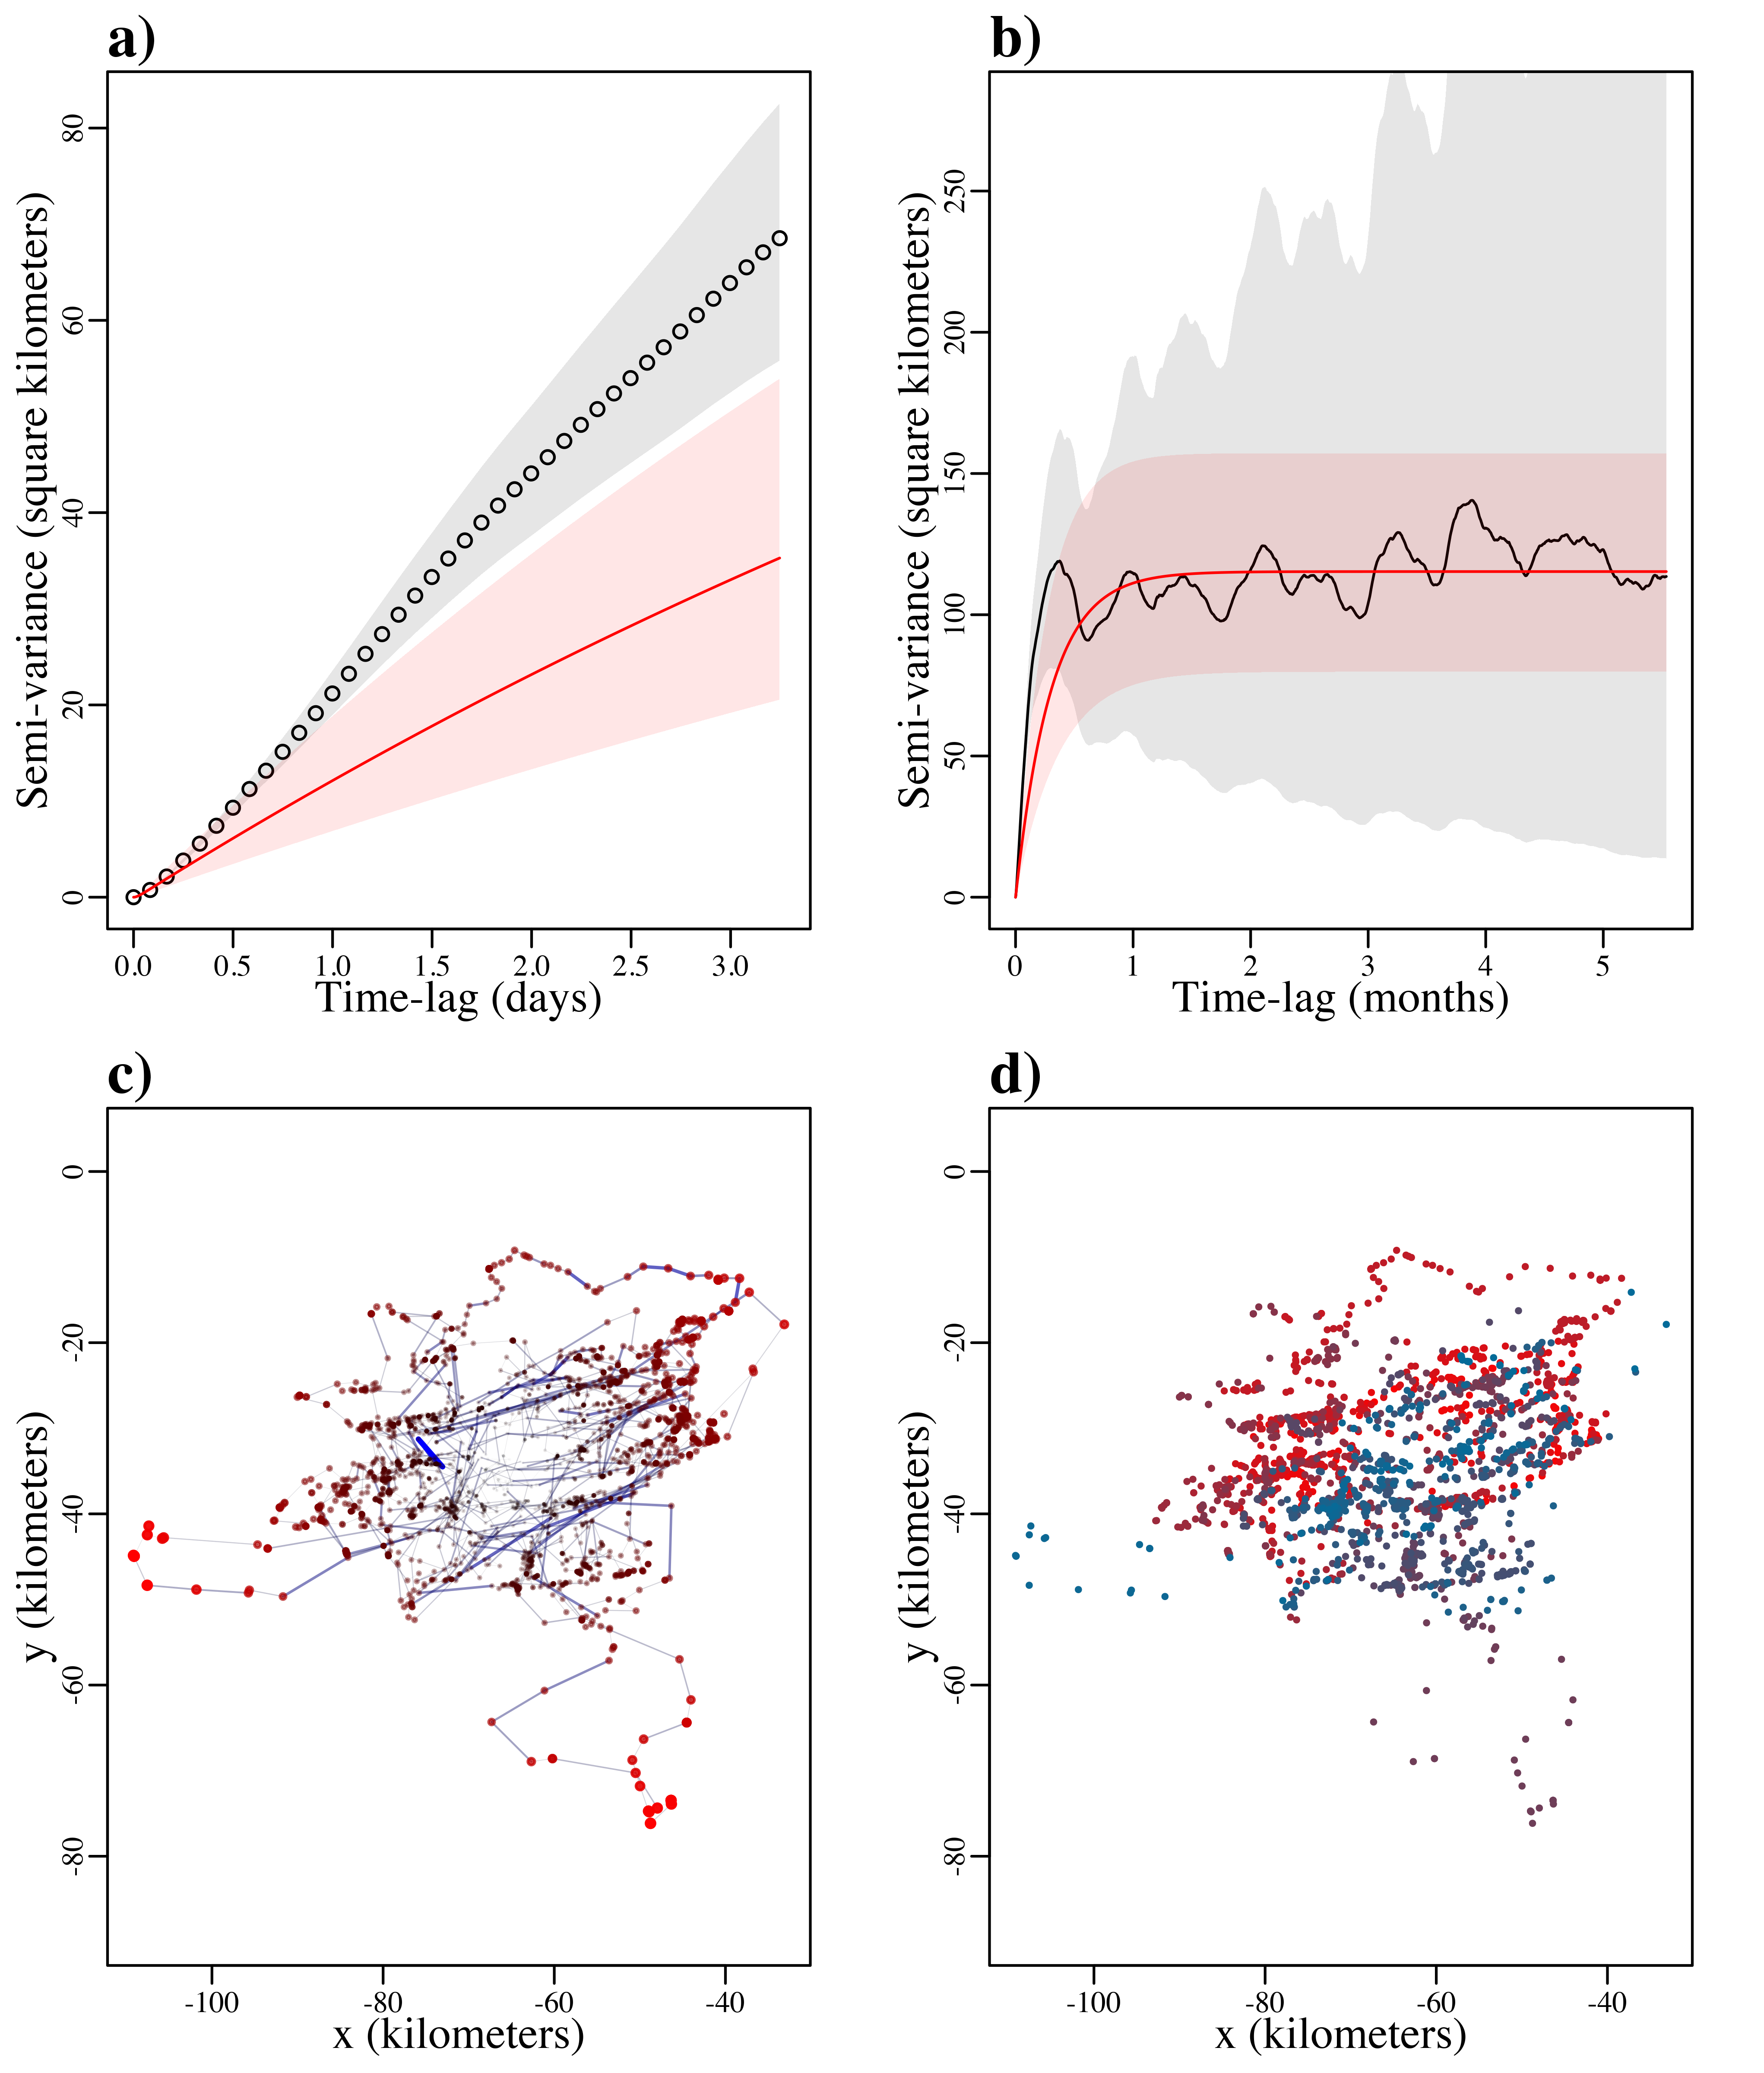 a)
Semi-variance (square kilometers)
80
60
40
20
0
0.0 0.5 1.0 1.5 2.0 2.5 3.0
Time-lag (days)
b)
Semi-variance (square kilometers)
250
200
150
100
50
0
0 1 2 3 4 5
Time-lag (months)
c)
y (kilometers)
0
-20
-40
-60
-80
-100 -80 -60 -40
x (kilometers)
d)
y (kilometers)
0
-20
-40
-60
-80
-100 -80 -60 -40
x (kilometers)